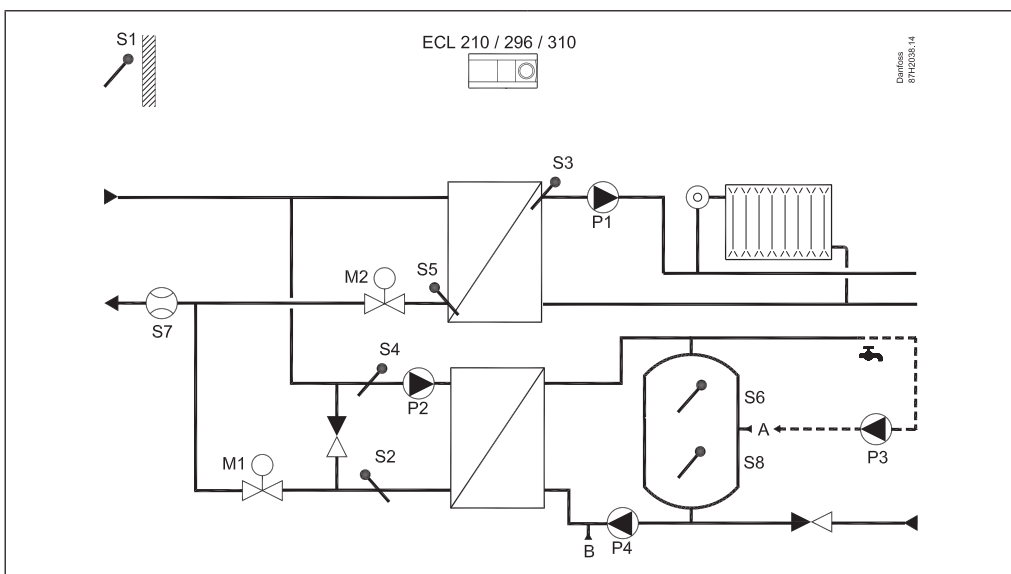 S1
ECL 210 / 296 / 310
Danfoss
87H2038.14
S3
P1
S5
M2
S7
S4
P2
S6
A
P3
S8
M1
S2
B
P4